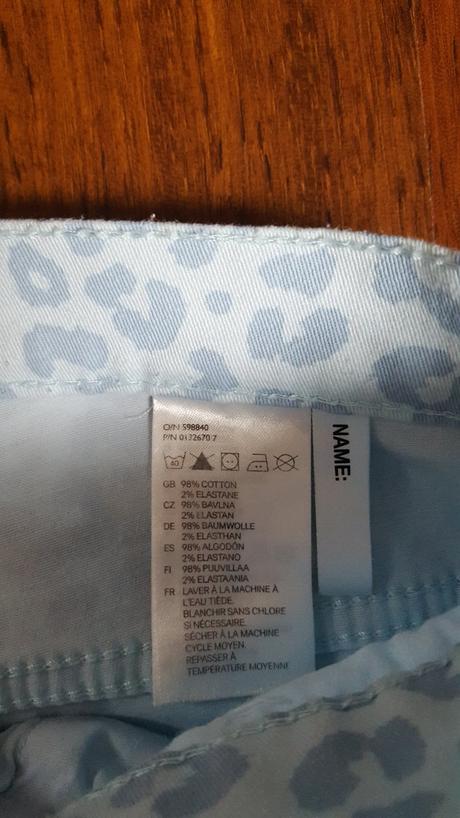 O/N 598840
P/N 0132670 7
40
GB 98% COTTON
2% ELASTANE
CZ 98% BAVLNA
2% ELASTAN
DE 98% BAUMWOLLE
2% ELASTHAN
ES 98% ALGODÓN
2% ELASTANO
FI 98% PUUVILLAA
2% ELASTAANIA
FR LAVER À LA MACHINE À
L'EAU TIÈDE.
BLANCHIR SANS CHLORE
SI NÉCESSAIRE.
SÉCHER À LA MACHINE
CYCLE MOYEN.
REPASSER À
TEMPÉRATURE MOYENNE
NAME: